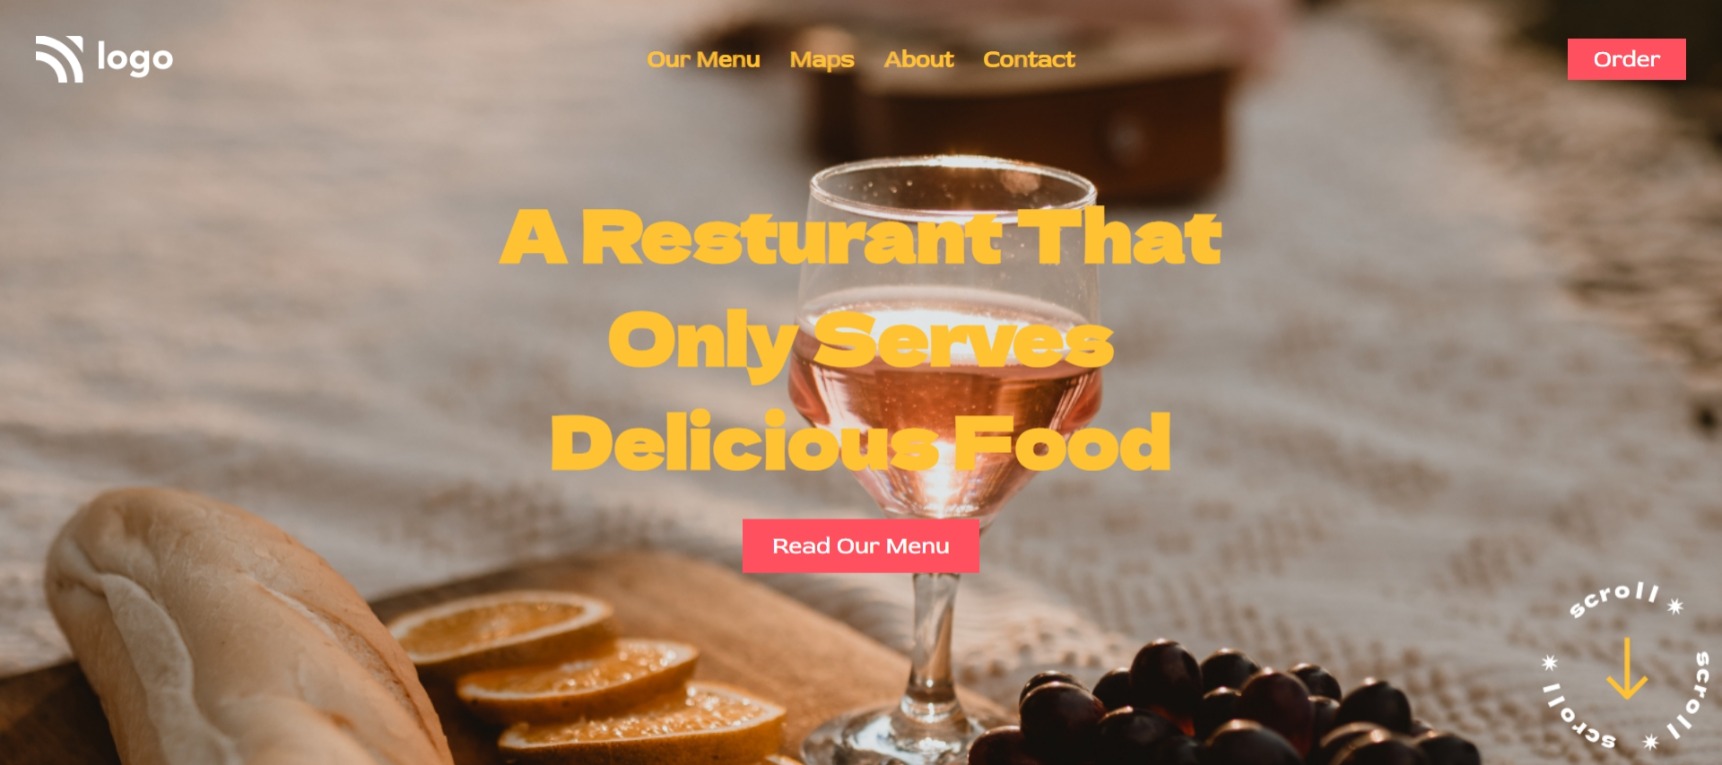 logo
Our Menu Maps About Contact
Order
A Resturant That
Only Serves
Delicious Food
Read Our Menu
scroll * scroll * scroll *